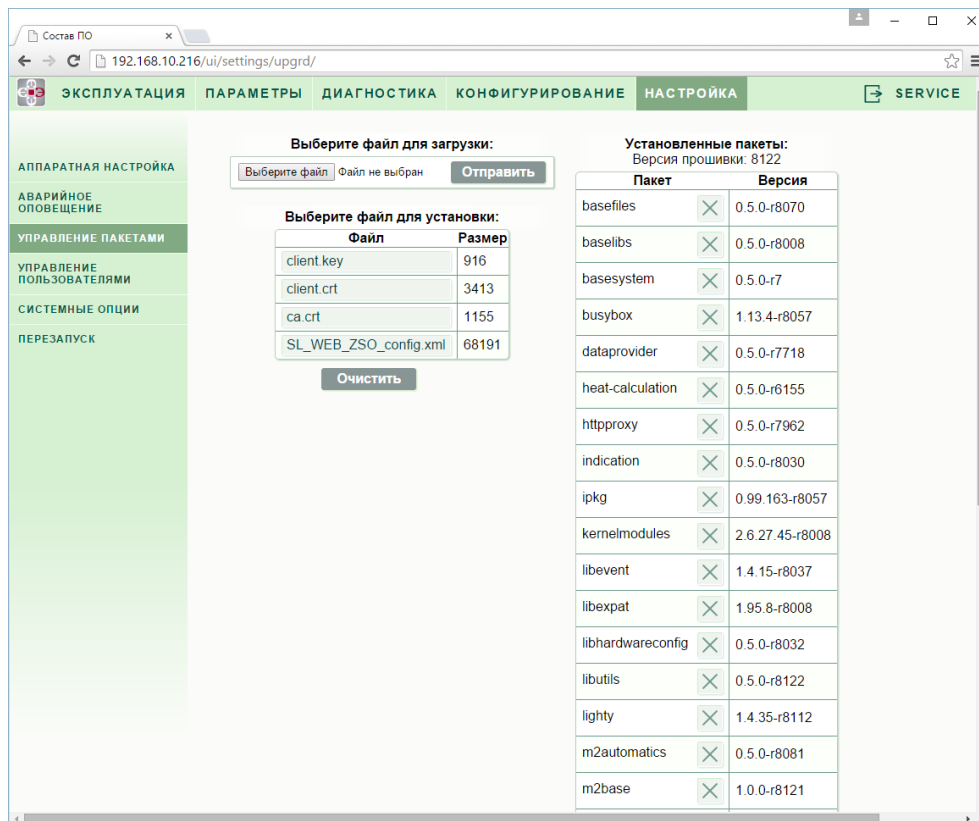 Состав ПО
192.168.10.216/ui/settings/upgrd/
ЭКСПЛУАТАЦИЯ ПАРАМЕТРЫ ДИАГНОСТИКА КОНФИГУРИРОВАНИЕ НАСТРОЙКА SERVICE
АППАРАТНАЯ НАСТРОЙКА
АВАРИЙНОЕ
ОПОВЕЩЕНИЕ
УПРАВЛЕНИЕ ПАКЕТАМИ
УПРАВЛЕНИЕ
ПОЛЬЗОВАТЕЛЯМИ
СИСТЕМНЫЕ ОПЦИИ
ПЕРЕЗАПУСК
Выберите файл для загрузки:
Выберите файл Файл не выбран Отправить
Выберите файл для установки:
Файл Размер
client.key 916
client.crt 3413
ca.crt 1155
SL_WEB_ZSO_config.xml 68191
Очистить
Установленные пакеты:
Версия прошивки: 8122
Пакет Версия
basefiles 0.5.0-r8070
baselibs 0.5.0-r8008
basesystem 0.5.0-r7
busybox 1.13.4-r8057
dataprovider 0.5.0-r7718
heat-calculation 0.5.0-r6155
httpproxy 0.5.0-r7962
indication 0.5.0-r8030
ipkg 0.99.163-r8057
kernelmodules 2.6.27.45-r8008
libevent 1.4.15-r8037
libexpat 1.95.8-r8008
libhardwareconfig 0.5.0-r8032
libutils 0.5.0-r8122
lighty 1.4.35-r8112
m2automatics 0.5.0-r8081
m2base 1.0.0-r8121